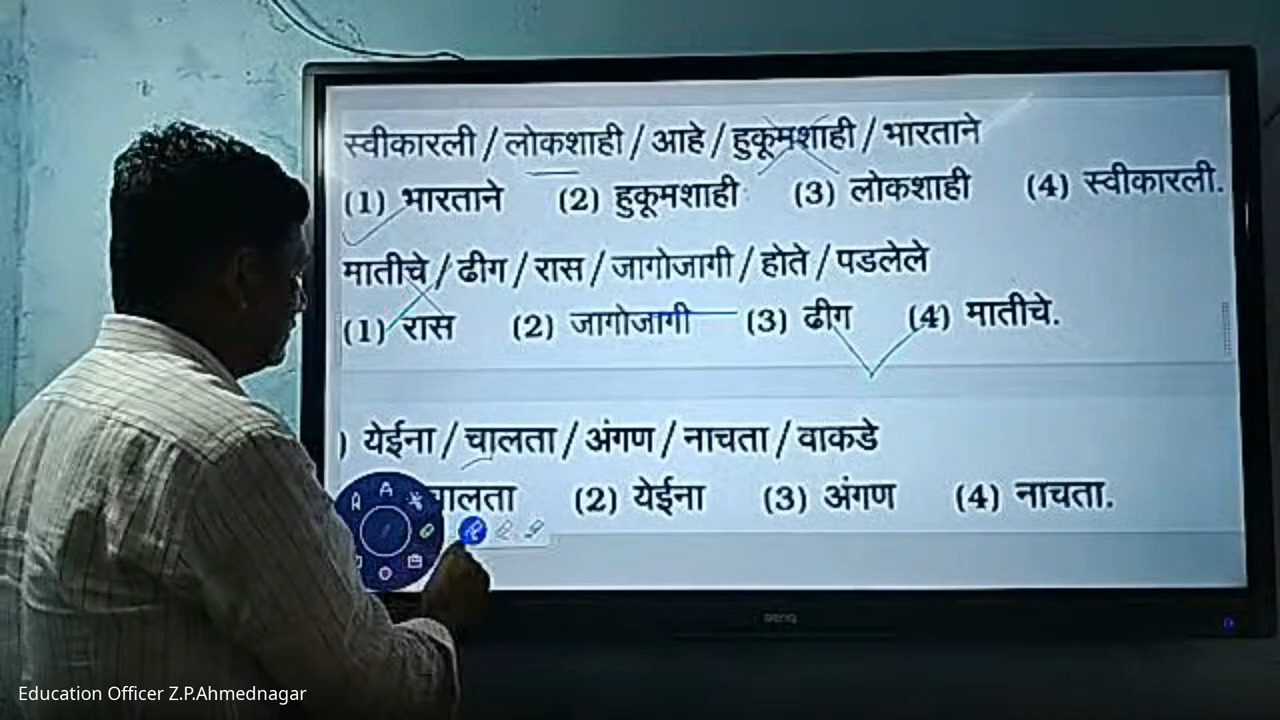 स्वीकारली / लोकशाही / आहे / हुकूमशाही / भारताने
(1) भारताने (2) हुकूमशाही (3) लोकशाही (4) स्वीकारली.
मातीचे / ढीग / रास / जागोजागी / होते / पडलेले
(1) रास (2) जागोजागी (3) ढीग (4) मातीचे.
) येईना / चालता / अंगण / नाचता / वाकडे
चालता (2) येईना (3) अंगण (4) नाचता.
BENQ
Education Officer Z.P.Ahmednagar